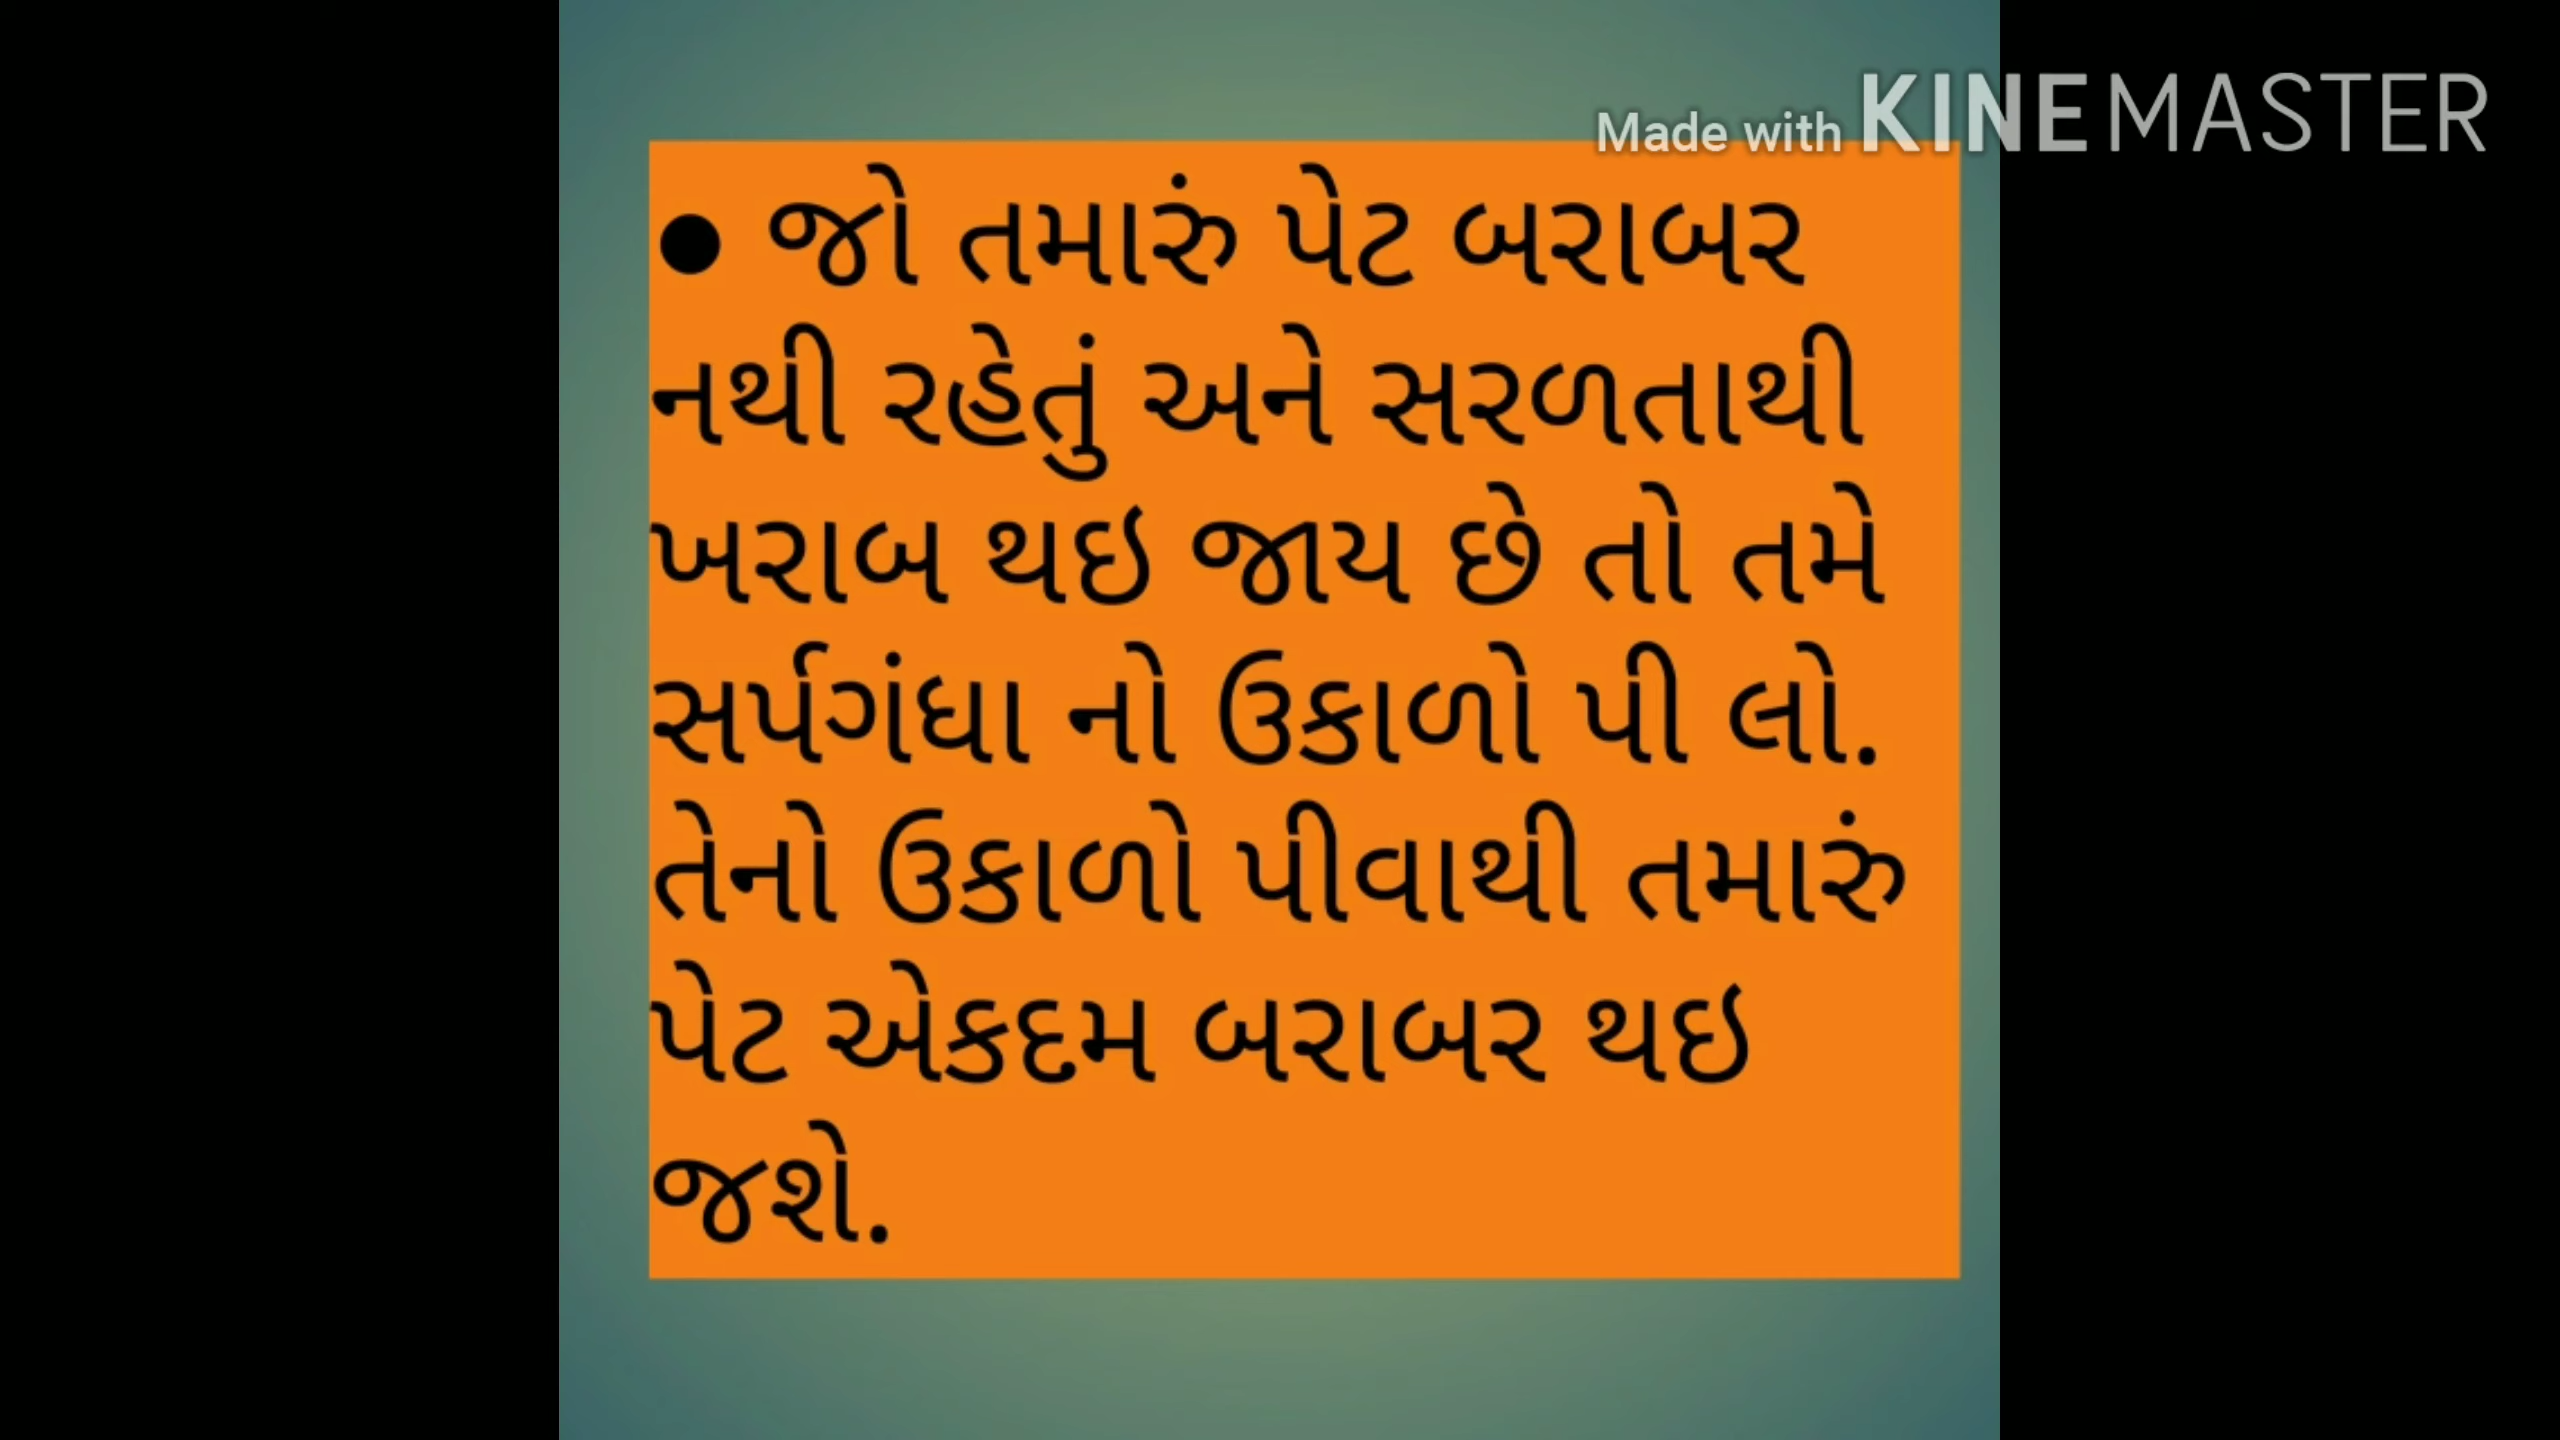 Made with KINEMASTER
● જો તમારું પેટ બરાબર
નથી રહેતું અને સરળતાથી
ખરાબ થઇ જાય છે તો તમે
સર્પગંધા નો ઉકાળો પી લો.
તેનો ઉકાળો પીવાથી તમારું
પેટ એકદમ બરાબર થઇ
જશે.